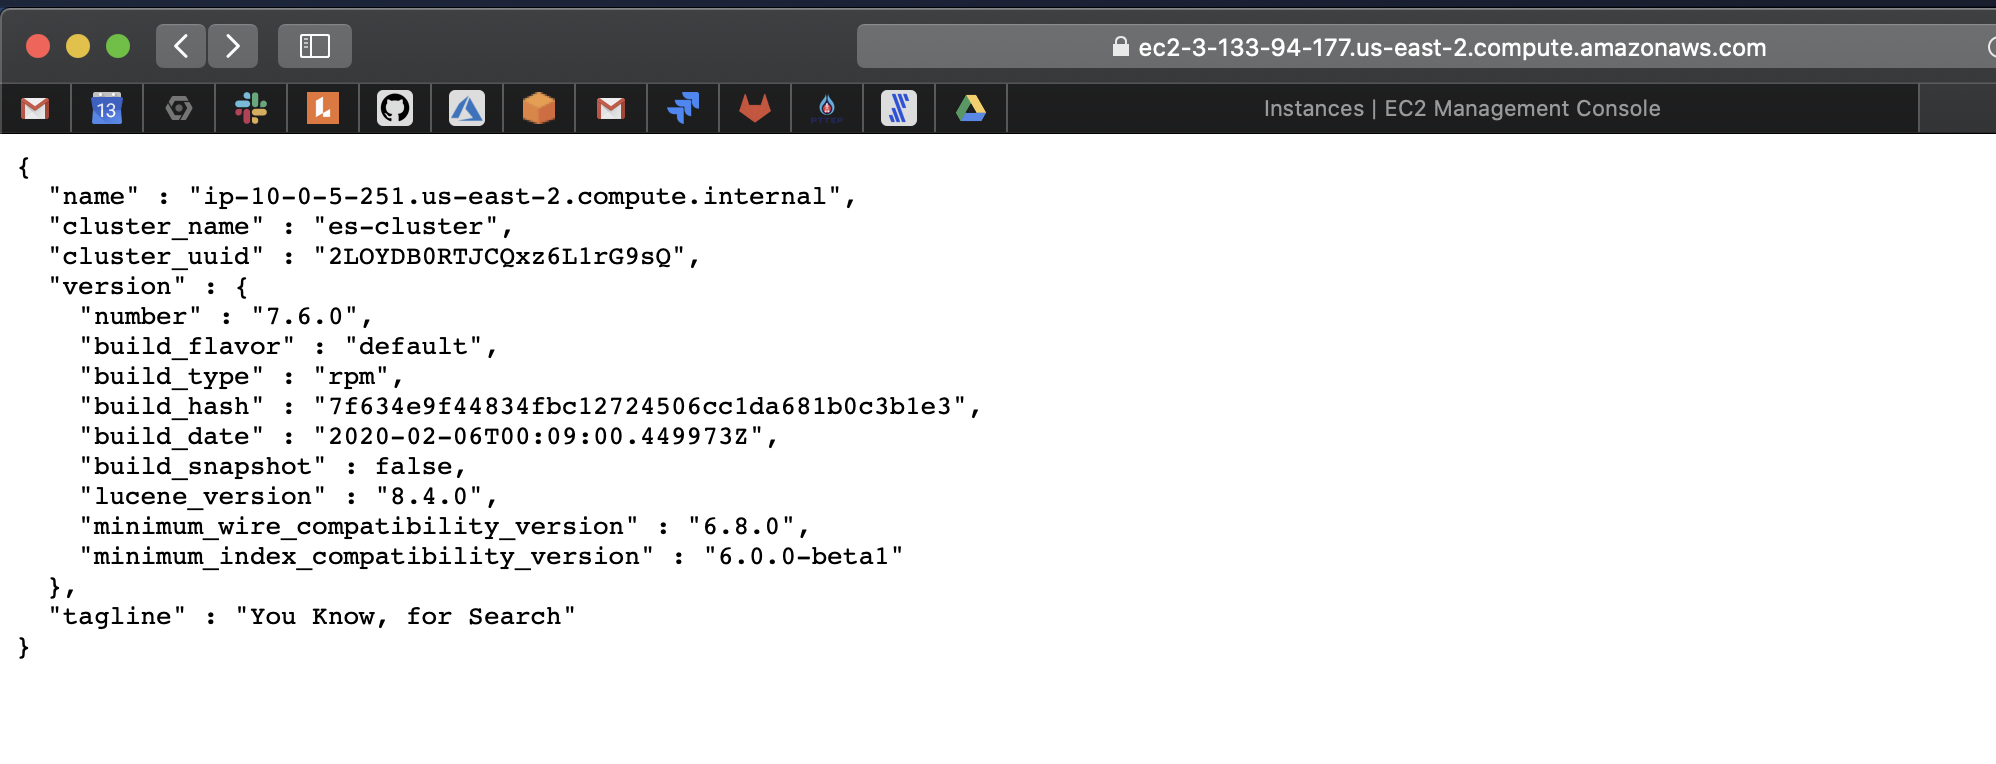 ec2-3-133-94-177.us-east-2.compute.amazonaws.com
13
Instances | EC2 Management Console
{
  "name" : "ip-10-0-5-251.us-east-2.compute.internal",
  "cluster_name" : "es-cluster",
  "cluster_uuid" : "2LOYDB0RTJCQxz6L1rG9sQ",
  "version" : {
    "number" : "7.6.0",
    "build_flavor" : "default",
    "build_type" : "rpm",
    "build_hash" : "7f634e9f44834fbc12724506cc1da681b0c3b1e3",
    "build_date" : "2020-02-06T00:09:00.449973Z",
    "build_snapshot" : false,
    "lucene_version" : "8.4.0",
    "minimum_wire_compatibility_version" : "6.8.0",
    "minimum_index_compatibility_version" : "6.0.0-beta1"
  },
  "tagline" : "You Know, for Search"
}